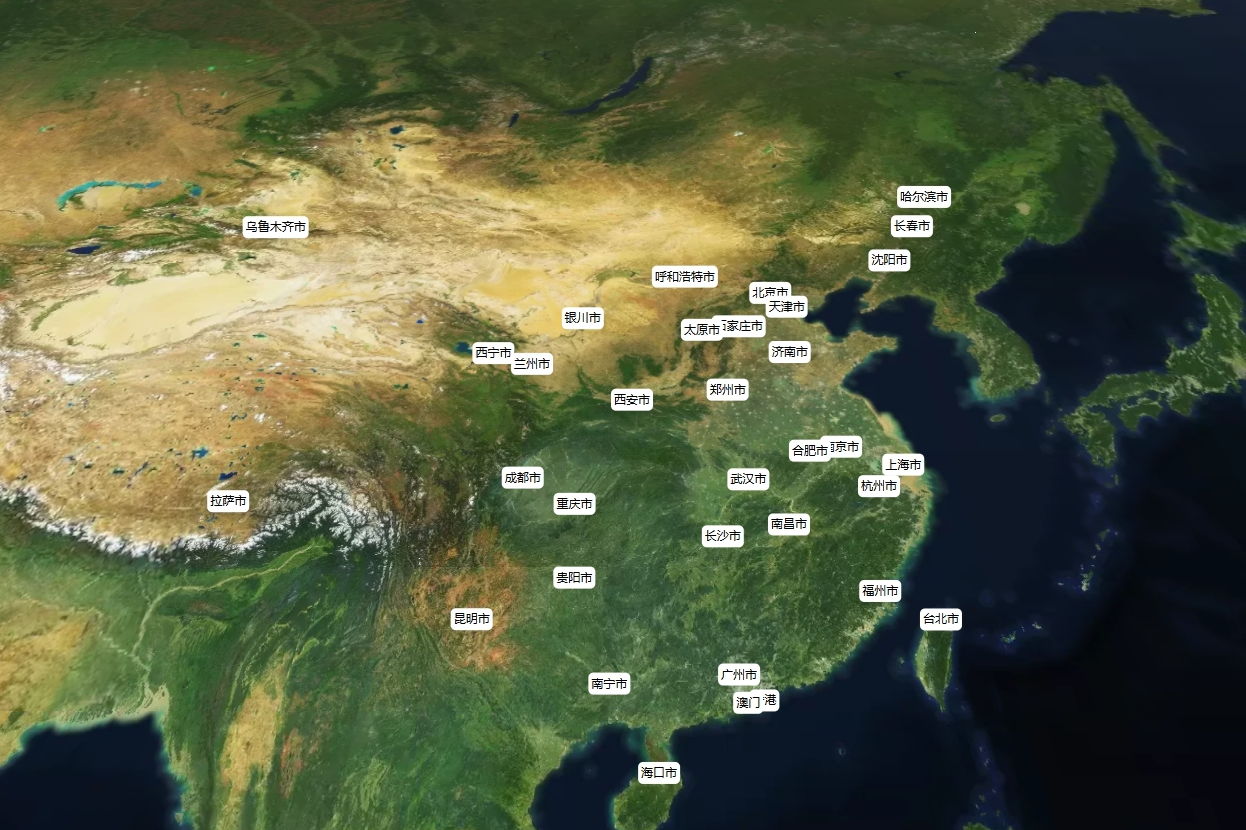 哈尔滨市
长春市
乌鲁木齐市
沈阳市
呼和浩特市
北京市
天津市
银川市
太原市
家庄市
济南市
西宁市
兰州市
郑州市
西安市
合肥市
京市
上海市
成都市
武汉市
杭州市
拉萨市
重庆市
南昌市
长沙市
贵阳市
福州市
昆明市
台北市
广州市
南宁市
澳门
港
海口市